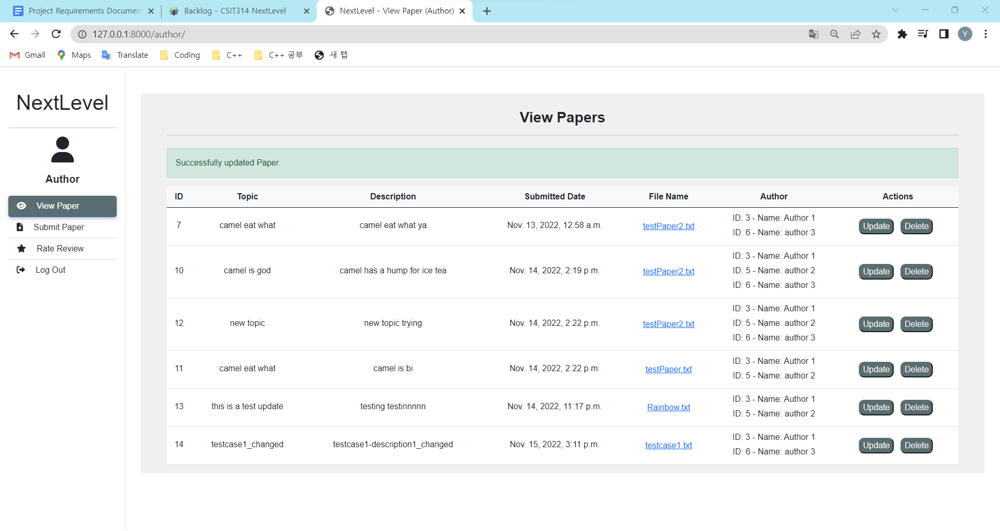 Project Requirements Documen
Backlog - CSIT314 NextLevel
NextLevel - View Paper (Author)
127.0.0.1:8000/author/
Y
Gmail
Maps
Translate
Coding
C++
C++ 공부
새 탭
NextLevel
Author
View Paper
Submit Paper
Rate Review
Log Out
View Papers
Successfully updated Paper.
ID Topic Description Submitted Date File Name Author Actions
7 camel eat what camel eat what ya Nov. 13, 2022, 12:58 a.m. testPaper2.txt ID: 3 - Name: Author 1
ID: 6 - Name: author 3
Update Delete
10 camel is god camel has a hump for ice tea Nov. 14, 2022, 2:19 p.m. testPaper2.txt ID: 3 - Name: Author 1
ID: 5 - Name: author 2
ID: 6 - Name: author 3
Update Delete
12 new topic new topic trying Nov. 14, 2022, 2:22 p.m. testPaper2.txt ID: 3 - Name: Author 1
ID: 5 - Name: author 2
ID: 6 - Name: author 3
Update Delete
11 camel eat what camel is bi Nov. 14, 2022, 2:22 p.m. testPaper.txt ID: 3 - Name: Author 1
ID: 5 - Name: author 2
Update Delete
13 this is a test update testing testinnnnn Nov. 14, 2022, 11:17 p.m. Rainbow.txt ID: 3 - Name: Author 1
ID: 5 - Name: author 2
Update Delete
14 testcase1_changed testcase1-description1_changed Nov. 15, 2022, 3:11 p.m. testcase1.txt ID: 3 - Name: Author 1
ID: 6 - Name: author 3
Update Delete